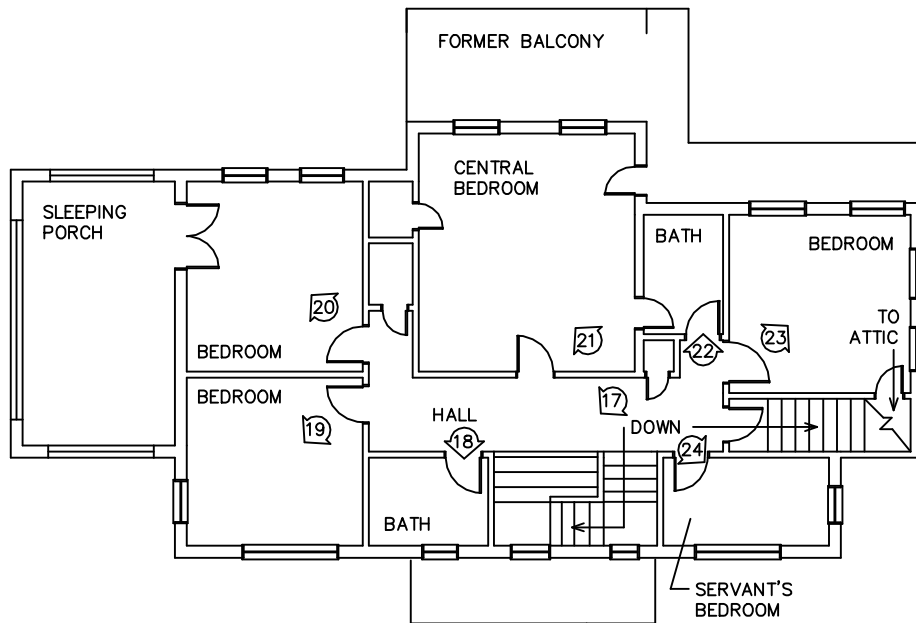 FORMER BALCONY
CENTRAL
BEDROOM
SLEEPING
PORCH
BATH
BEDROOM
20
21
22
23
TO
ATTIC
BEDROOM
BEDROOM
19
HALL
18
17
DOWN
24
BATH
SERVANT'S
BEDROOM